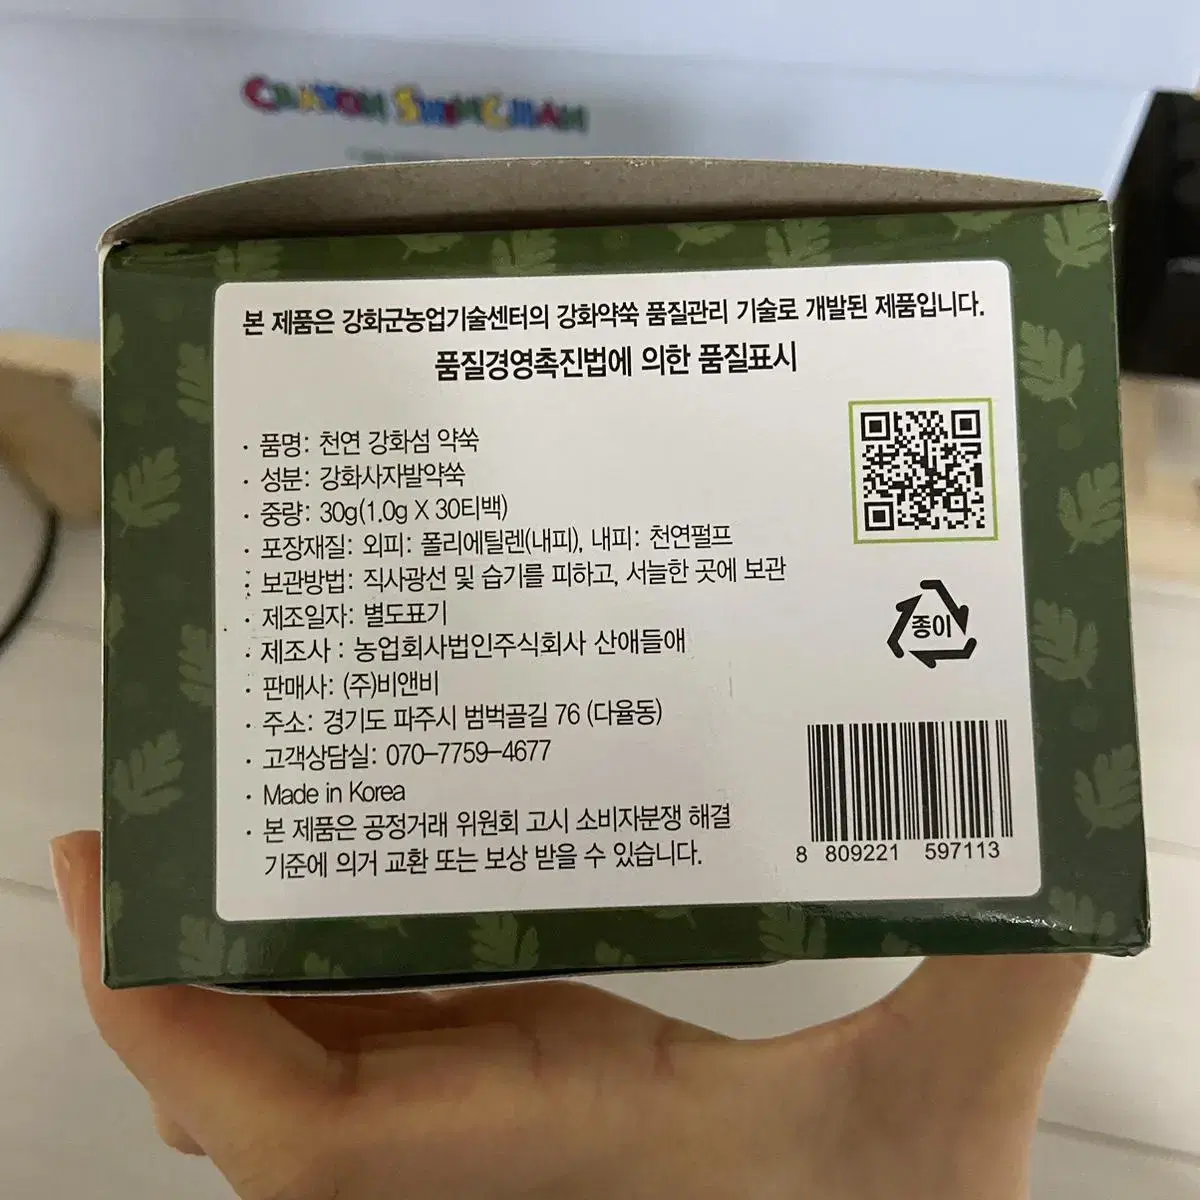 CRAYON SHINCHAN
본 제품은 강화군농업기술센터의 강화약쑥 품질관리 기술로 개발된 제품입니다.
품질경영촉진법에 의한 품질표시
· 품명: 천연 강화섬 약쑥
· 성분: 강화사자발약쑥
· 중량: 30g(1.0g X 30티백)
· 포장재질: 외피: 폴리에틸렌(내피), 내피: 천연펄프
· 보관방법: 직사광선 및 습기를 피하고, 서늘한 곳에 보관
· 제조일자: 별도표기
· 제조사 : 농업회사법인주식회사 산애들애
· 판매사: (주)비앤비
· 주소: 경기도 파주시 범벅골길 76 (다율동)
· 고객상담실: 070-7759-4677
· Made in Korea
· 본 제품은 공정거래 위원회 고시 소비자분쟁 해결
기준에 의거 교환 또는 보상 받을 수 있습니다.
종이
8 809221 597113